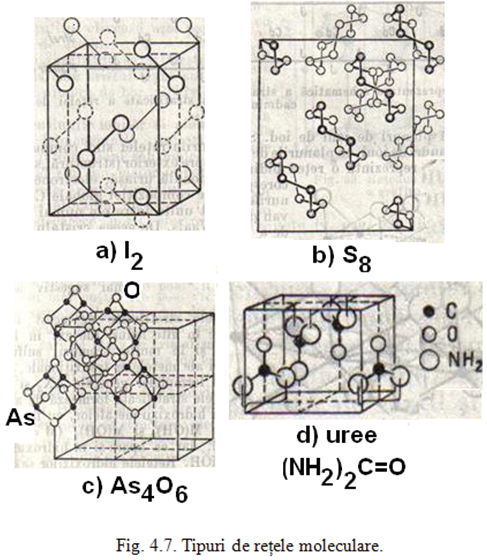 a) I2
b) S8
O
As
c) As4O6
C
O
NH2
d) uree
(NH2)2C=O
Fig. 4.7. Tipuri de rețele moleculare.